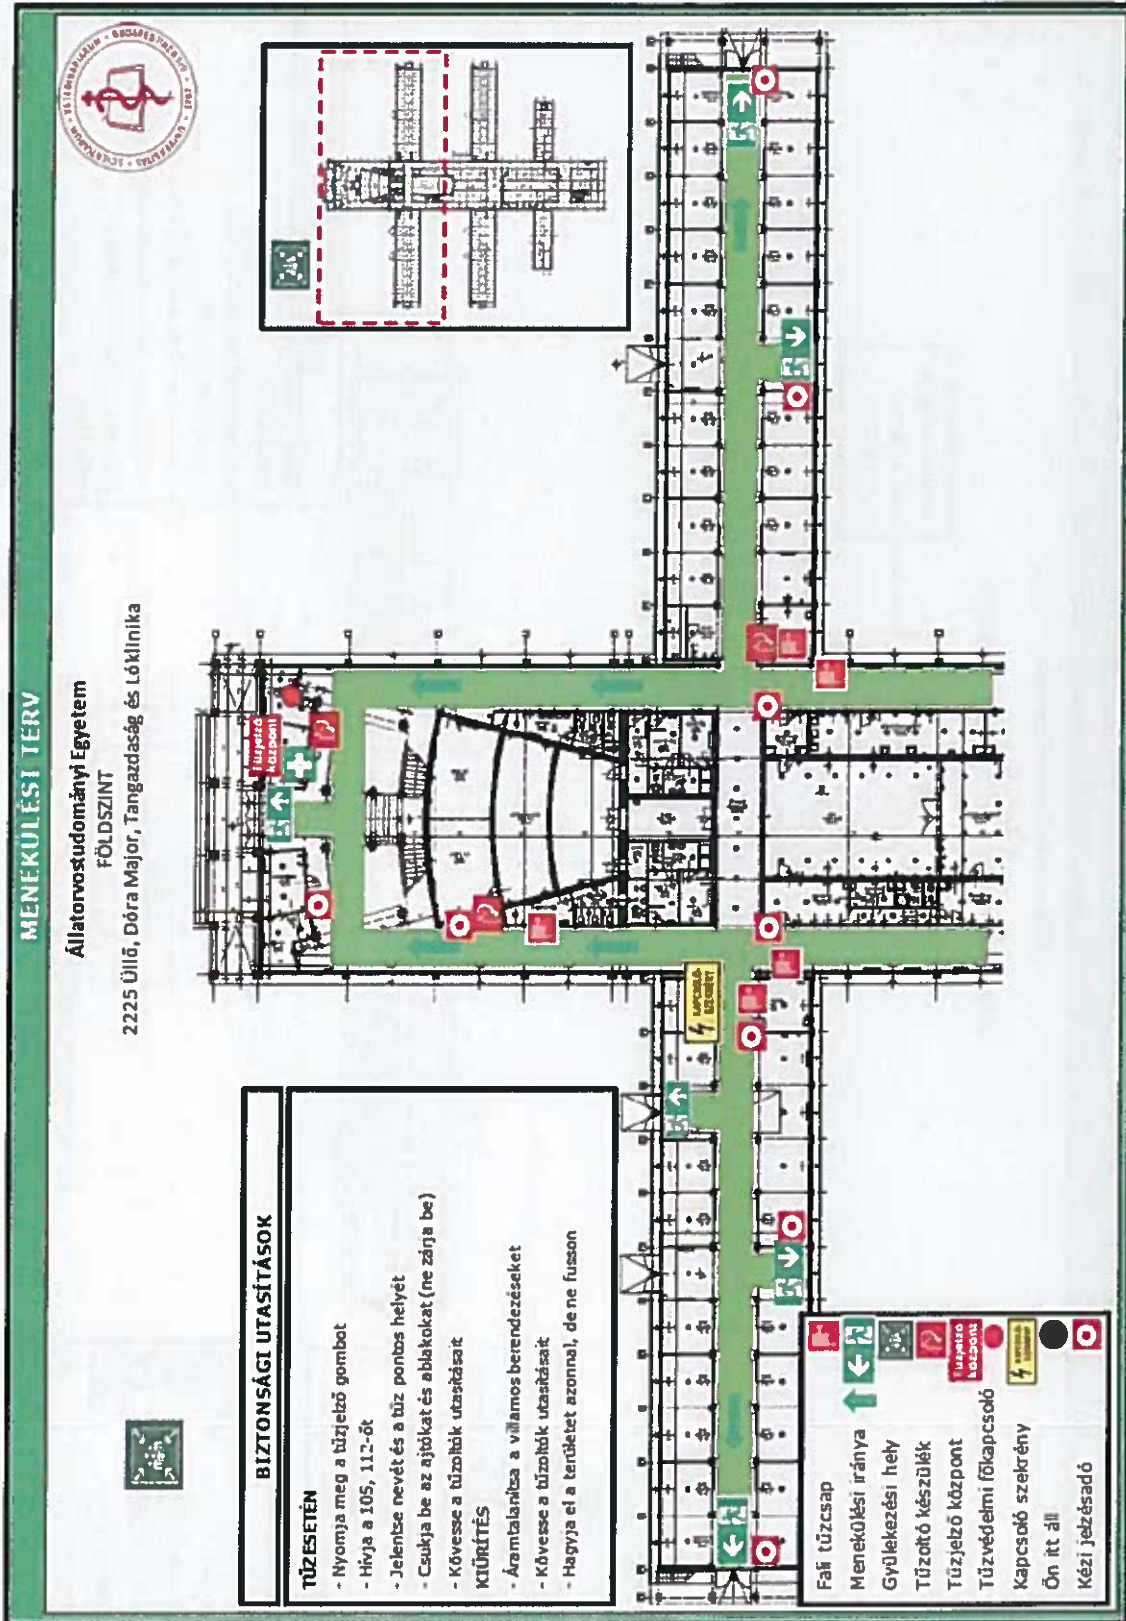 MENEKÜLÉSI TERV
Állatorvostudományi Egyetem
FÖLDSZINT
2225 Üllő, Dóra Major, Tangazdaság és Lóklinika
BIZTONSÁGI UTASÍTÁSOK
TŰZ ESETÉN
- Nyomja meg a tűzjelző gombot
- Hívja a 105, 112-őt
- Jelentse nevét és a tűz pontos helyét
- Csukja be az ajtókat és ablakokat (ne zárja be)
- Kövesse a tűzoltók utasításait
KIÜRÍTÉS
- Áramtalanítsa a villamos berendezéseket
- Kövesse a tűzoltók utasításait
- Hagyja el a területet azonnal, de ne fusson
Tűzjelző
központ
KAPCSOLÓ
SZEKRÉNY
Fali tűzcsap
Menekülési iránya
Gyülekezési hely
Tűzoltó készülék
Tűzjelző központ
Tűzjelző
központ
Tűzvédelmi főkapcsoló
Kapcsoló szekrény
Ön itt áll
Kézi jelzésadó